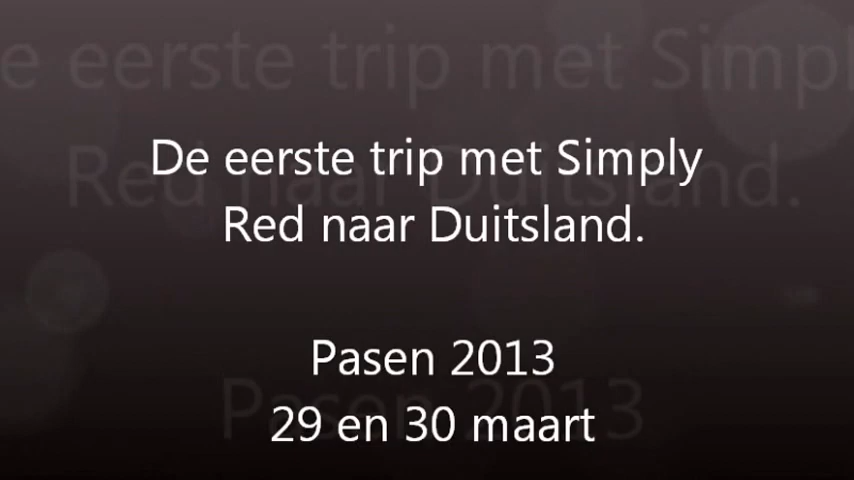 De eerste trip met Simply
Red naar Duitsland.
Pasen 2013
29 en 30 maart